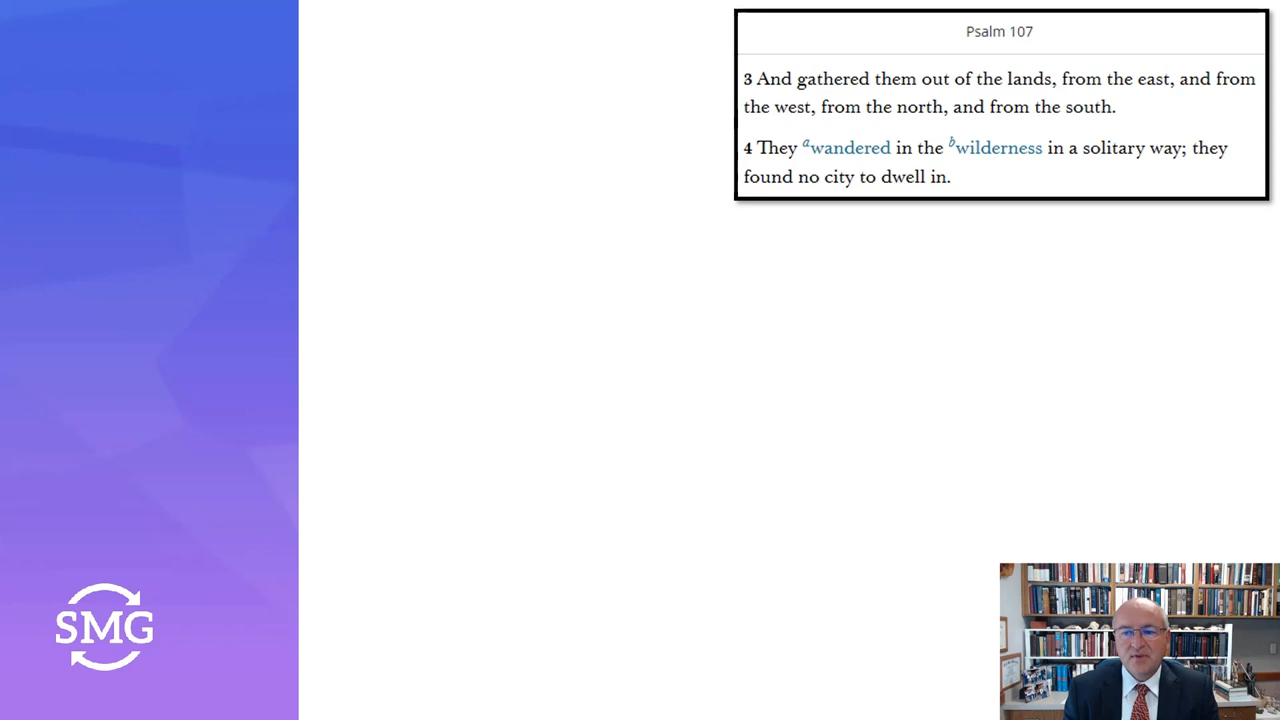 Psalm 107
3 And gathered them out of the lands, from the east, and from
the west, from the north, and from the south.
4 They a wandered in the b wilderness in a solitary way; they
found no city to dwell in.
SMG